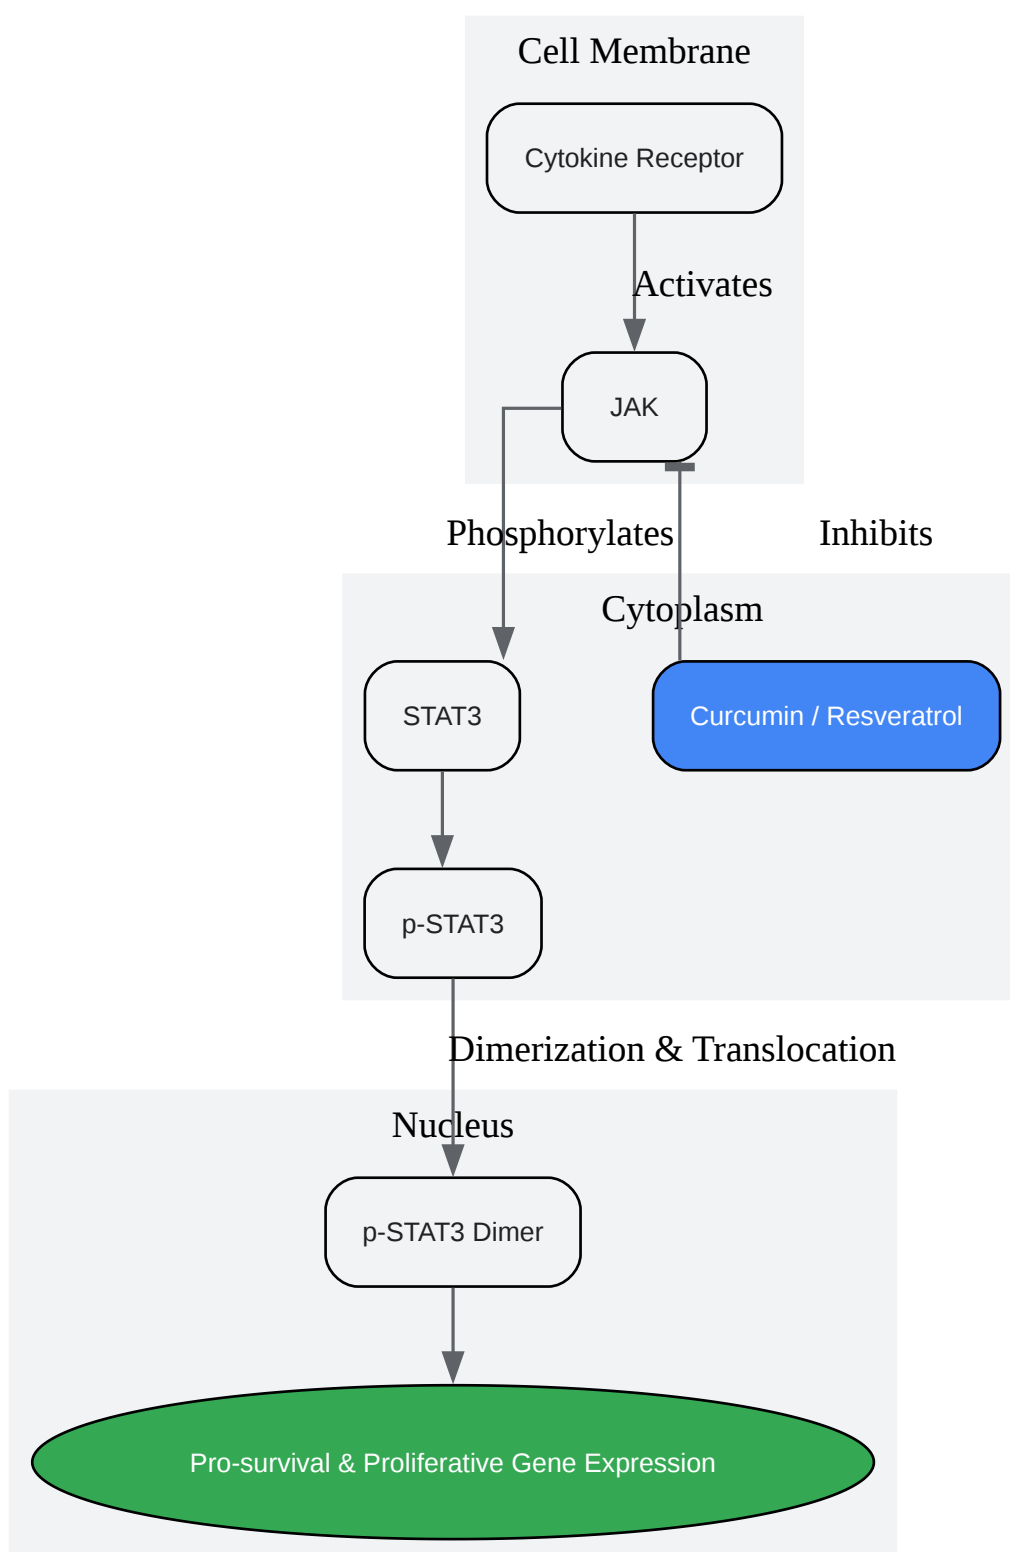 Cell Membrane
Cytokine Receptor
Activates
JAK
Phosphorylates
Inhibits
Cytoplasm
STAT3
Curcumin / Resveratrol
p-STAT3
Dimerization & Translocation
Nucleus
p-STAT3 Dimer
Pro-survival & Proliferative Gene Expression